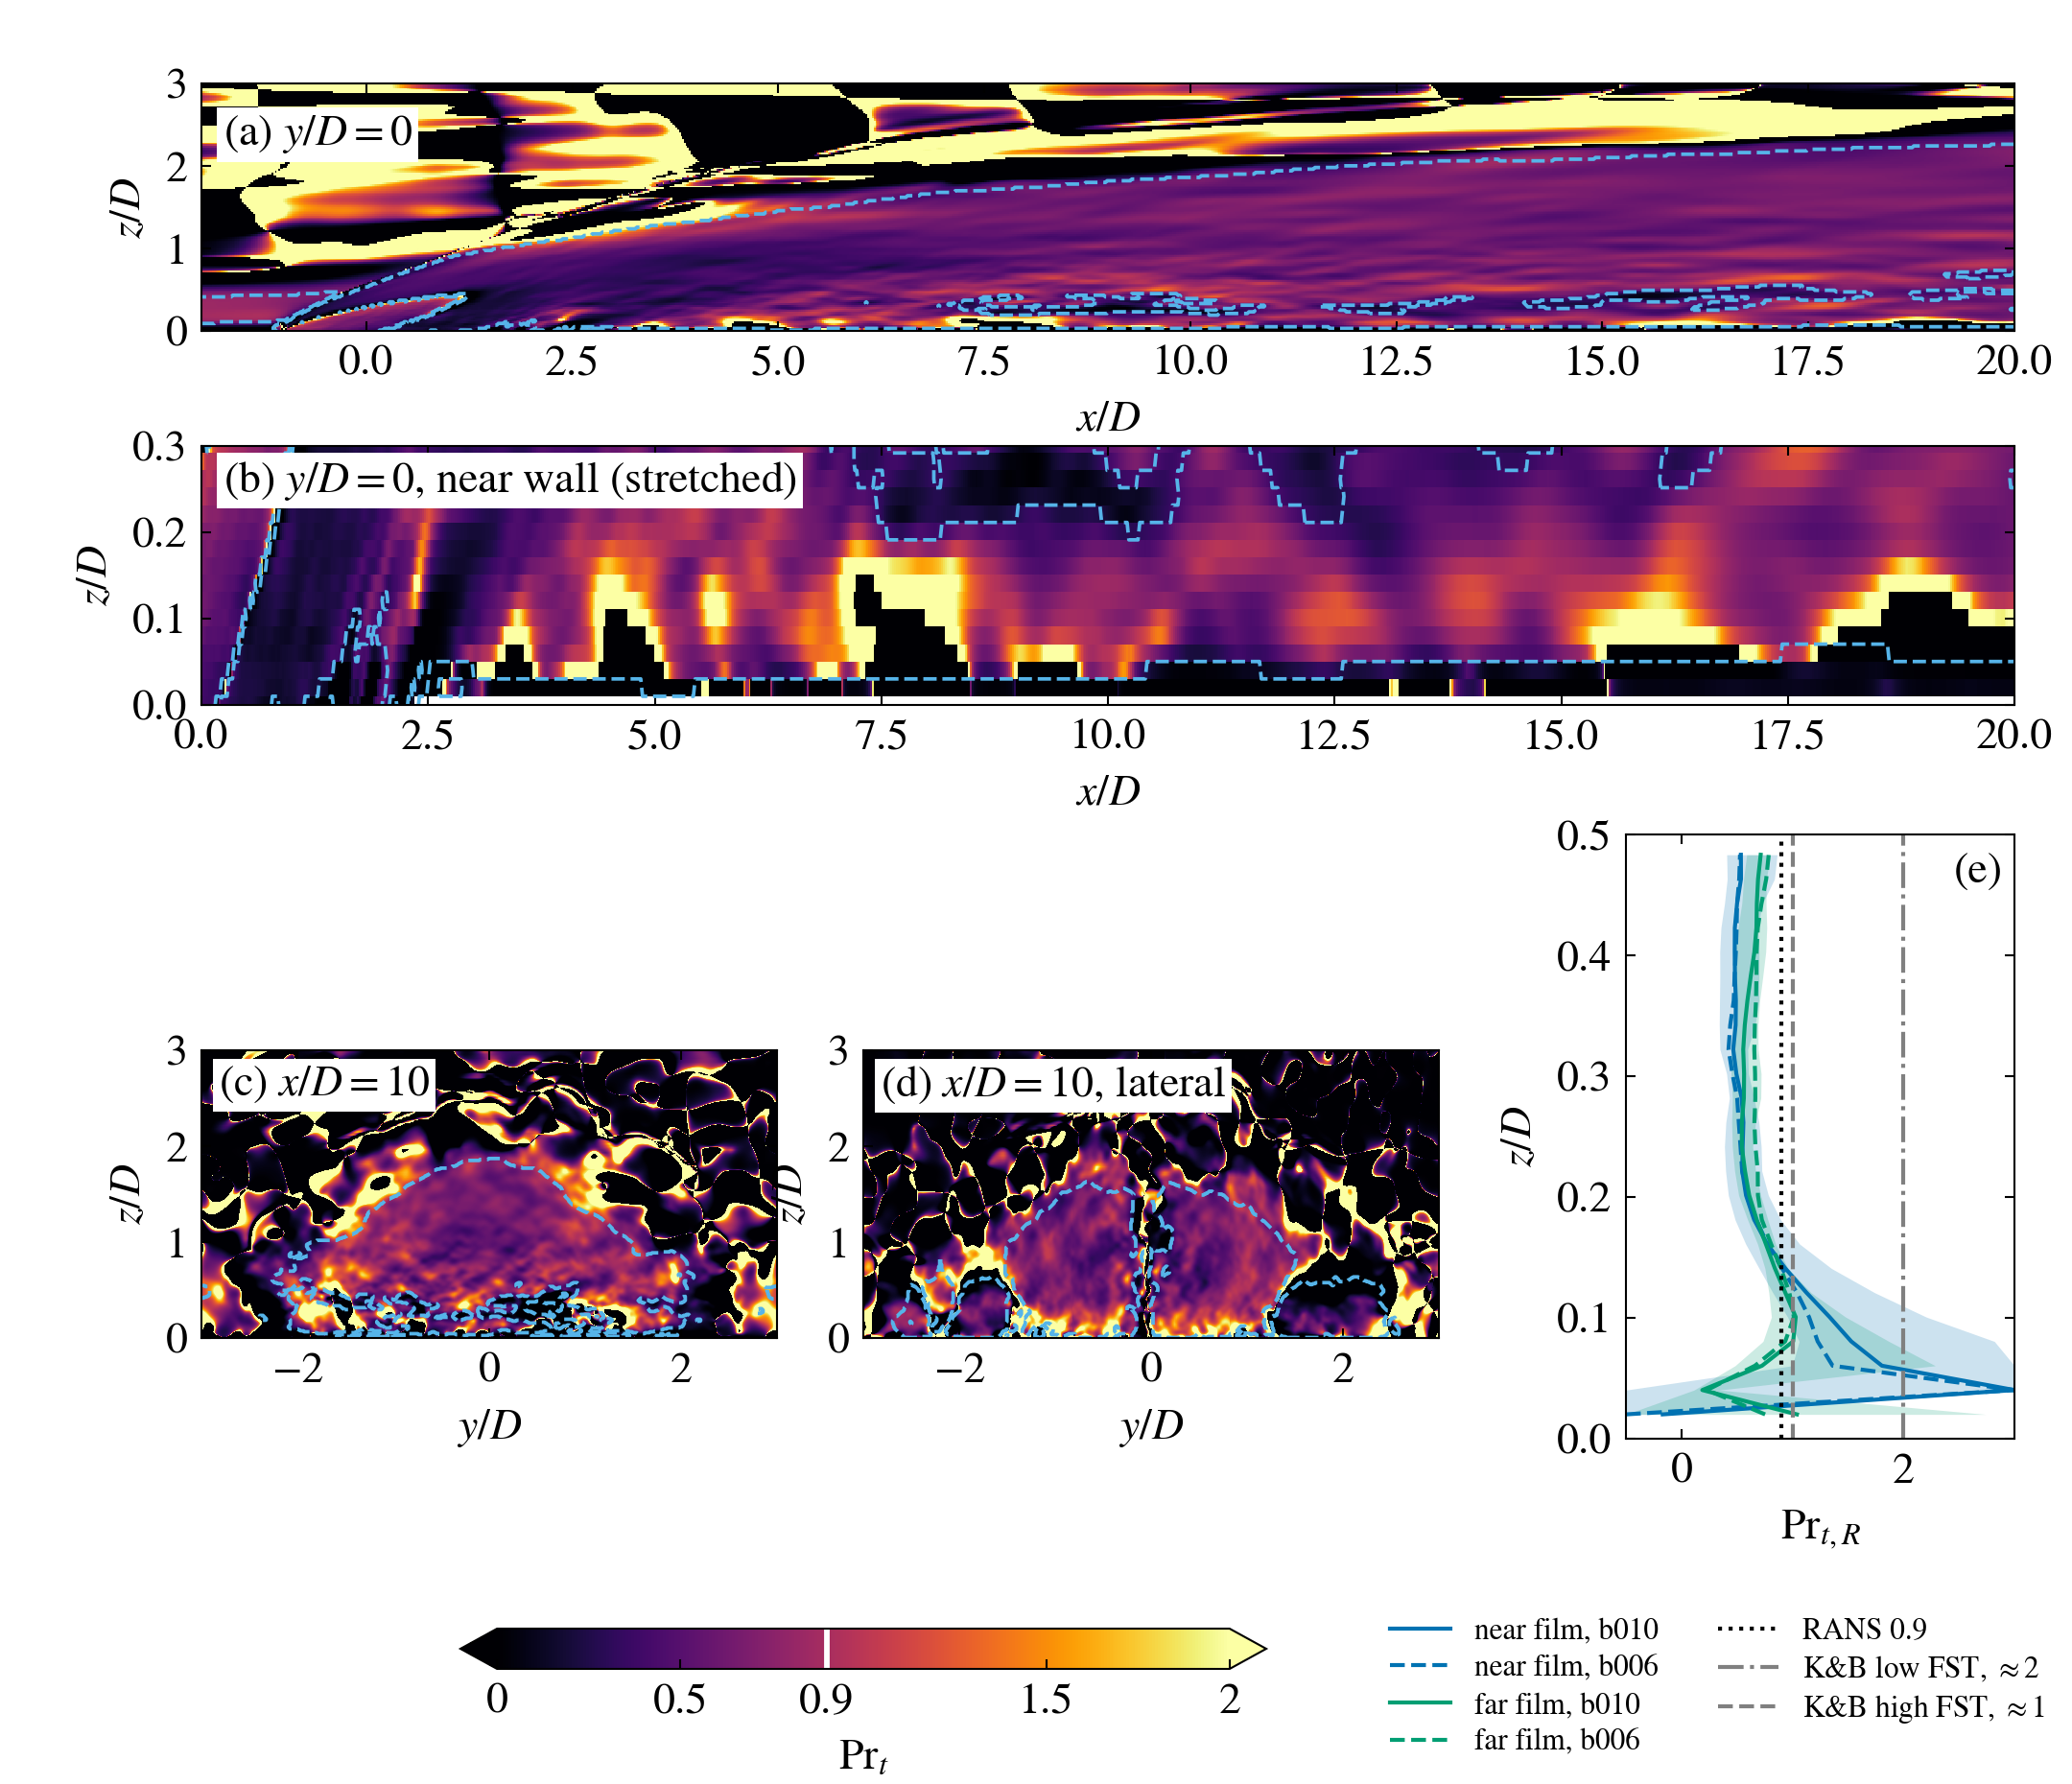 3
(a) y/D = 0
2
z/D
1
0
0.0 2.5 5.0 7.5 10.0 12.5 15.0 17.5 20.0
x/D
0.3
(b) y/D = 0, near wall (stretched)
0.2
z/D
0.1
0.0
0.0 2.5 5.0 7.5 10.0 12.5 15.0 17.5 20.0
x/D
3
(c) x/D = 10
2
z/D
1
0
−2 0 2
y/D
(d) x/D = 10, lateral
3
2
z/D
1
0
−2 0 2
y/D
0.5
(e)
0.4
0.3
z/D
0.2
0.1
0.0
0 2
Pr_{t, R}
0 0.5 0.9 1.5 2
Pr_t
near film, b010
near film, b006
far film, b010
far film, b006
RANS 0.9
K&B low FST, ≈2
K&B high FST, ≈1